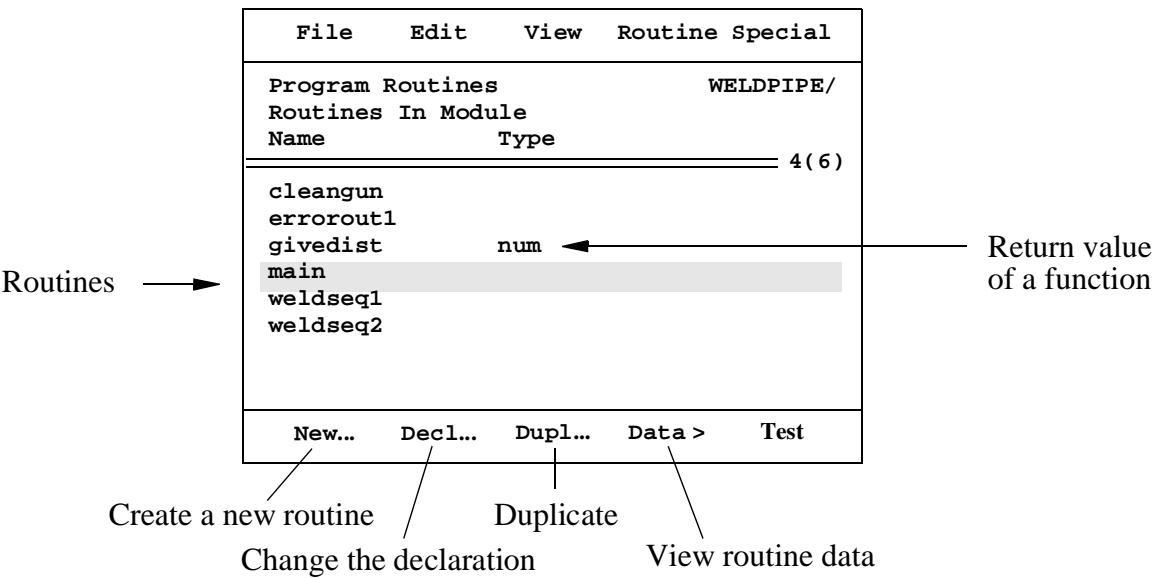 File Edit View Routine Special
Program Routines WELDPIPE/
Routines In Module
Name Type
4(6)
cleangun
errorout1
givedist num
main
weldseq1
weldseq2
Routines
Return value
of a function
New... Decl... Dupl... Data > Test
Create a new routine
Duplicate
Change the declaration
View routine data